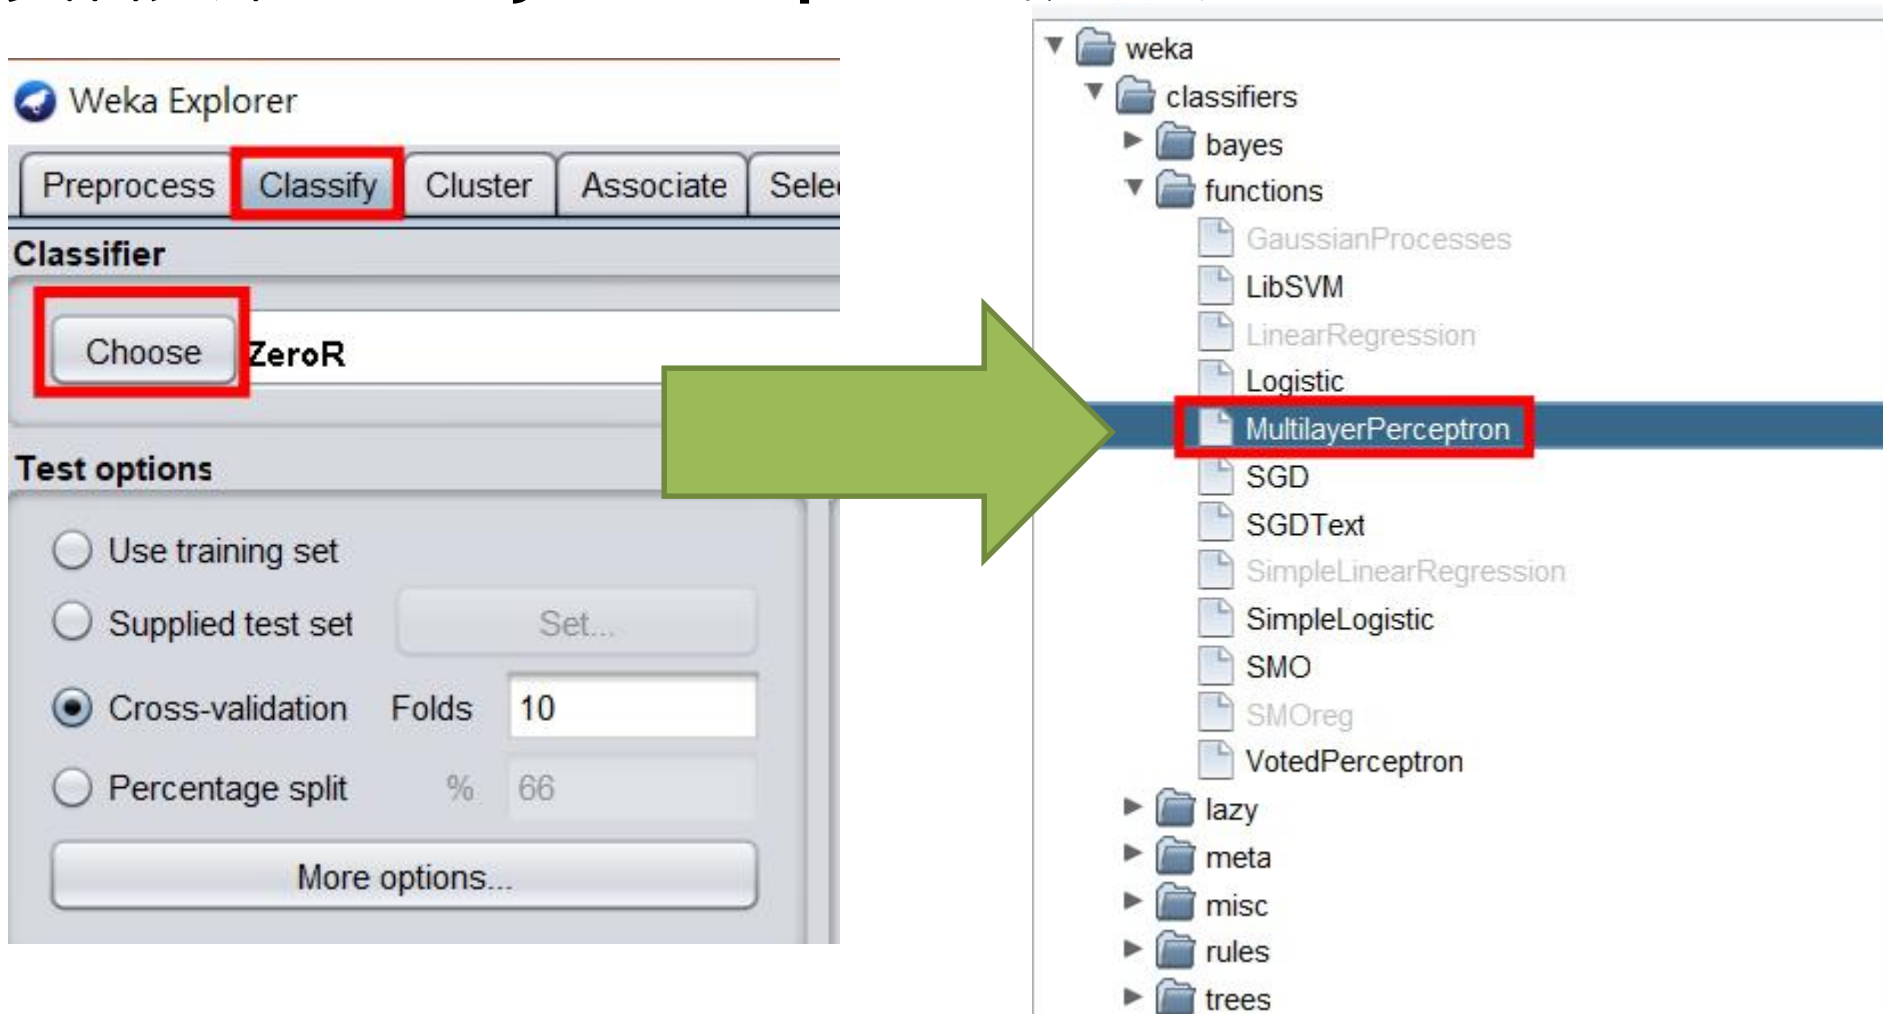 Weka Explorer
Preprocess Classify Cluster Associate
Classifier
Choose ZeroR
Test options
Use training set
Supplied test set Set...
Cross-validation Folds 10
Percentage split % 66
More options...
weka
classifiers
bayes
functions
GaussianProcesses
LibSVM
LinearRegression
Logistic
MultilayerPerceptron
SGD
SGDText
SimpleLinearRegression
SimpleLogistic
SMO
SMOreg
VotedPerceptron
lazy
meta
misc
rules
trees